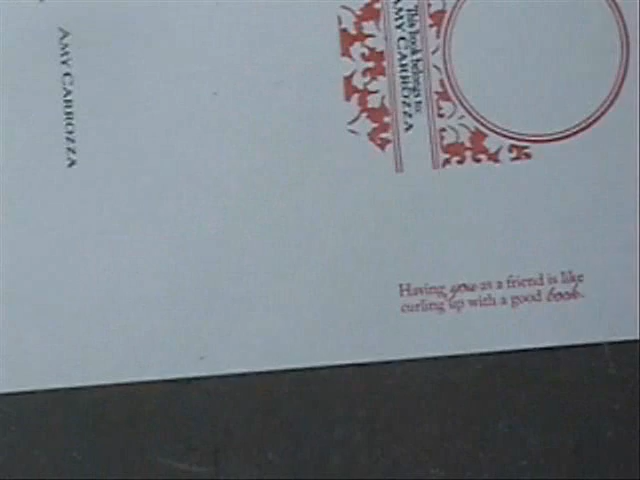 AMY CARROZZA
This book belongs to:
AMY CARROZZA
Having you as a friend is like
curling up with a good book.